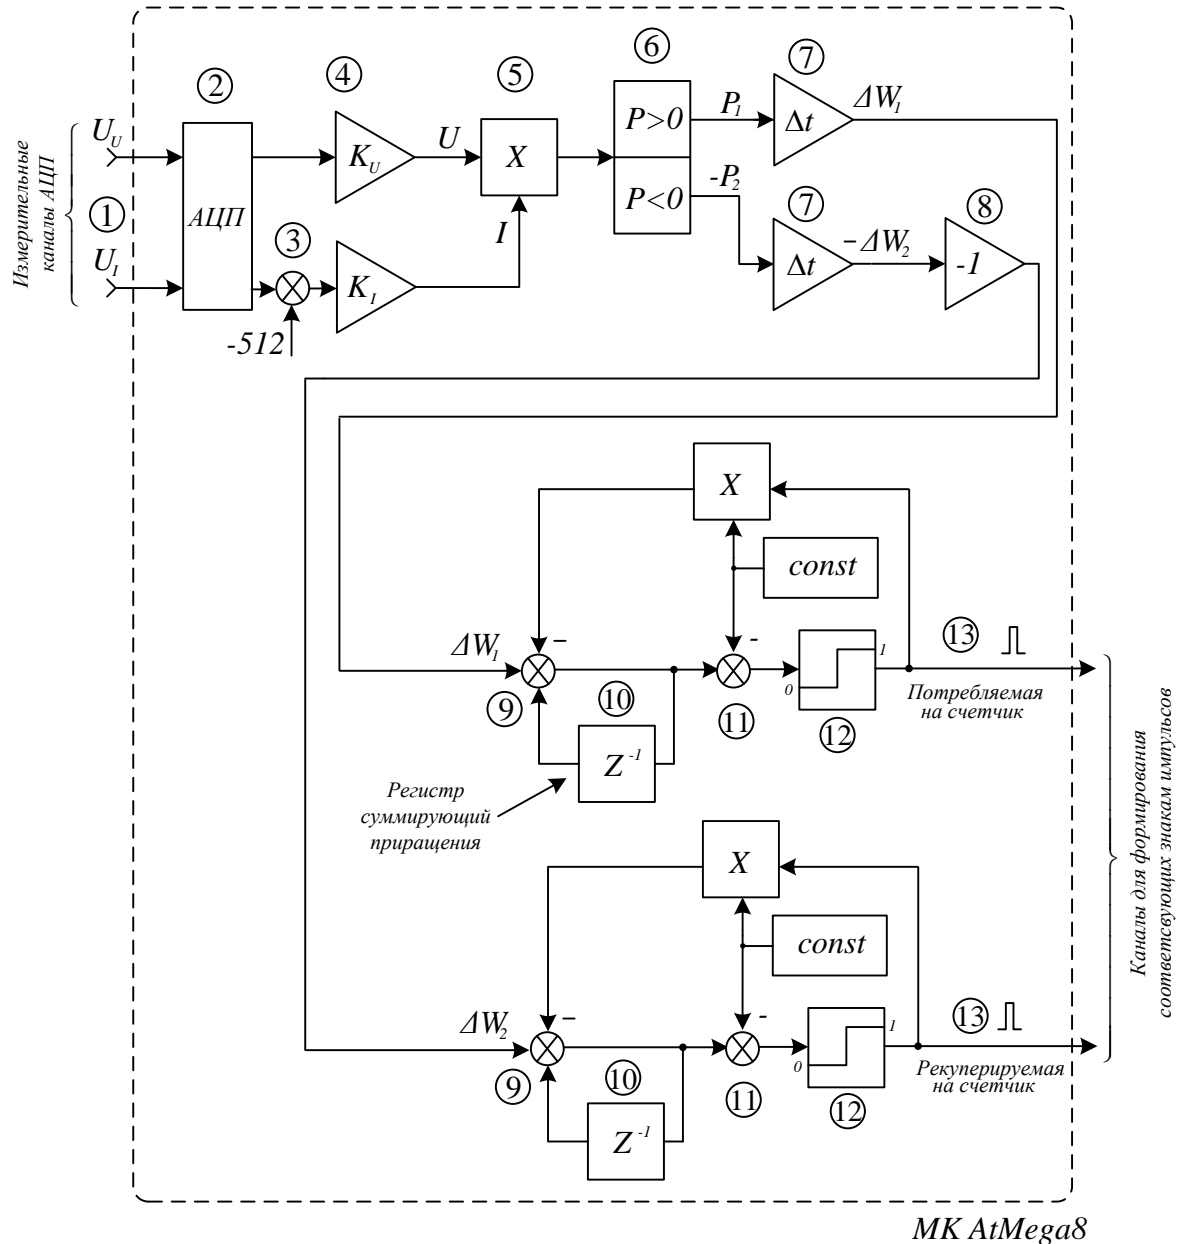 Измерительные
каналы АЦП
U_U
1
U_I
2
АЦП
3
-512
4
K_U
K_I
U
I
5
X
6
P>0
P<0
P_1
-P_2
7
Δt
ΔW_1
7
Δt
−ΔW_2
8
-1
X
const
ΔW_1
−
9
10
Z^-1
-
11
0
1
12
13
Потребляемая
на счетчик
Регистр
суммирующий
приращения
X
const
ΔW_2
−
9
10
Z^-1
-
11
0
1
12
13
Рекуперируемая
на счетчик
Каналы для формирования
соответсвующих знакам импульсов
МК AtMega8